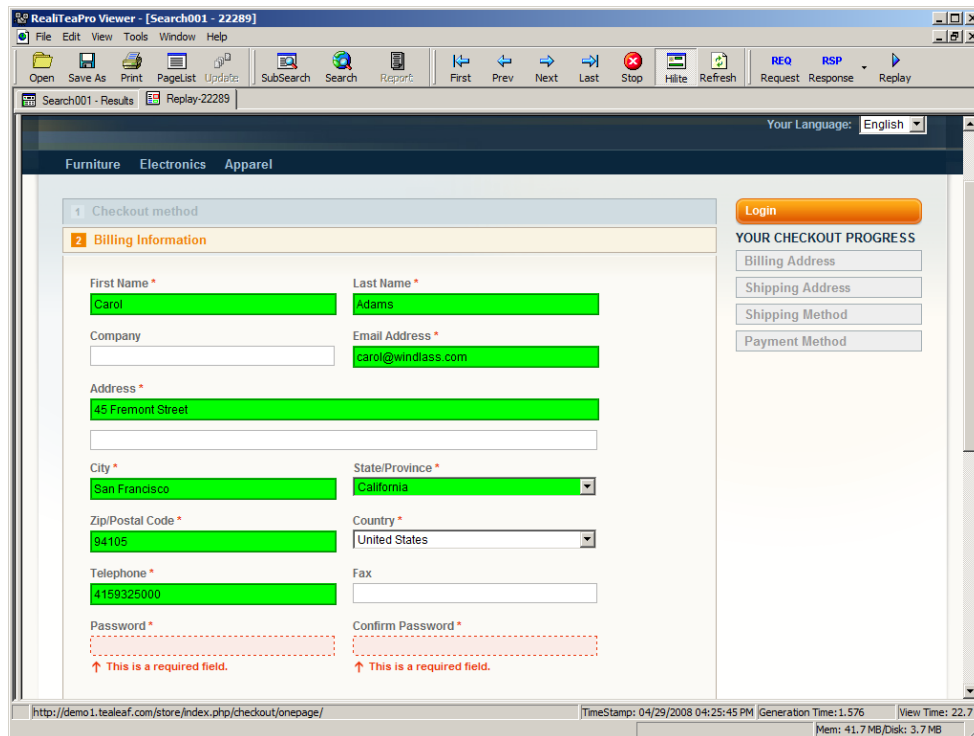 RealiTeaPro Viewer - [Search001 - 22289]
File Edit View Tools Window Help
Open Save As Print PageList Update SubSearch Search Report First Prev Next Last Stop Hilite Refresh REQ Request RSP Response Replay
Search001 - Results Replay-22289
Your Language: English
Furniture Electronics Apparel
1 Checkout method
2 Billing Information
Login
YOUR CHECKOUT PROGRESS
Billing Address
Shipping Address
Shipping Method
Payment Method
First Name * Last Name *
Carol Adams
Company Email Address *
carol@windlass.com
Address *
45 Fremont Street
City * State/Province *
San Francisco California
Zip/Postal Code * Country *
94105 United States
Telephone * Fax
4159325000
Password * Confirm Password *
↑ This is a required field. ↑ This is a required field.
http://demo1.tealeaf.com/store/index.php/checkout/onepage/ TimeStamp: 04/29/2008 04:25:45 PM Generation Time: 1.576 View Time: 22.7
Mem: 41.7 MB/Disk: 3.7 MB